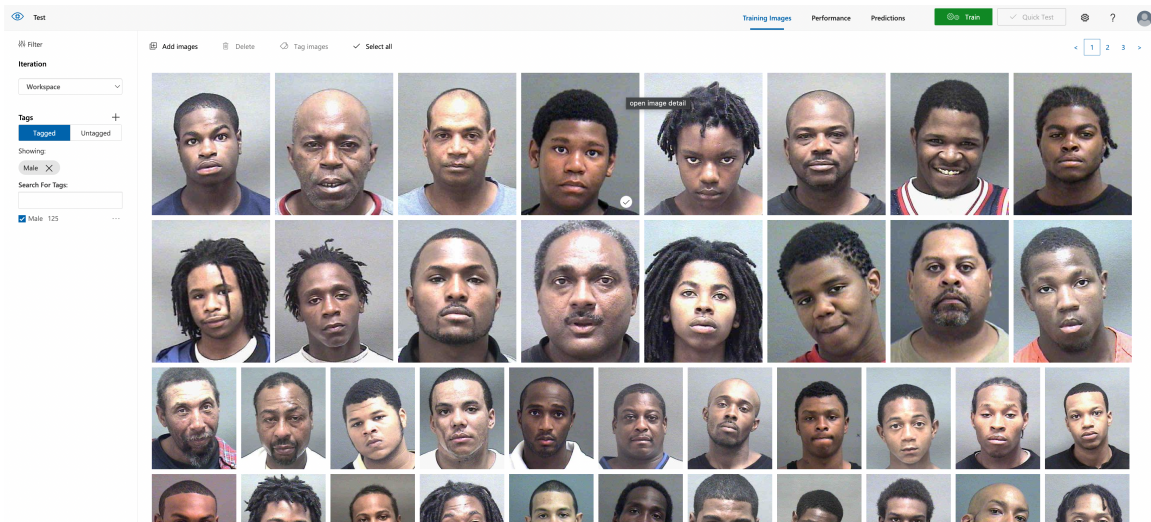 Test
Training Images
Performance
Predictions
Train
Quick Test
?
Filter
Add images
Delete
Tag images
Select all
< 1 2 3 >
Iteration
Workspace
Tags
Tagged
Untagged
Showing:
Male
Search For Tags:
Male 125
open image detail